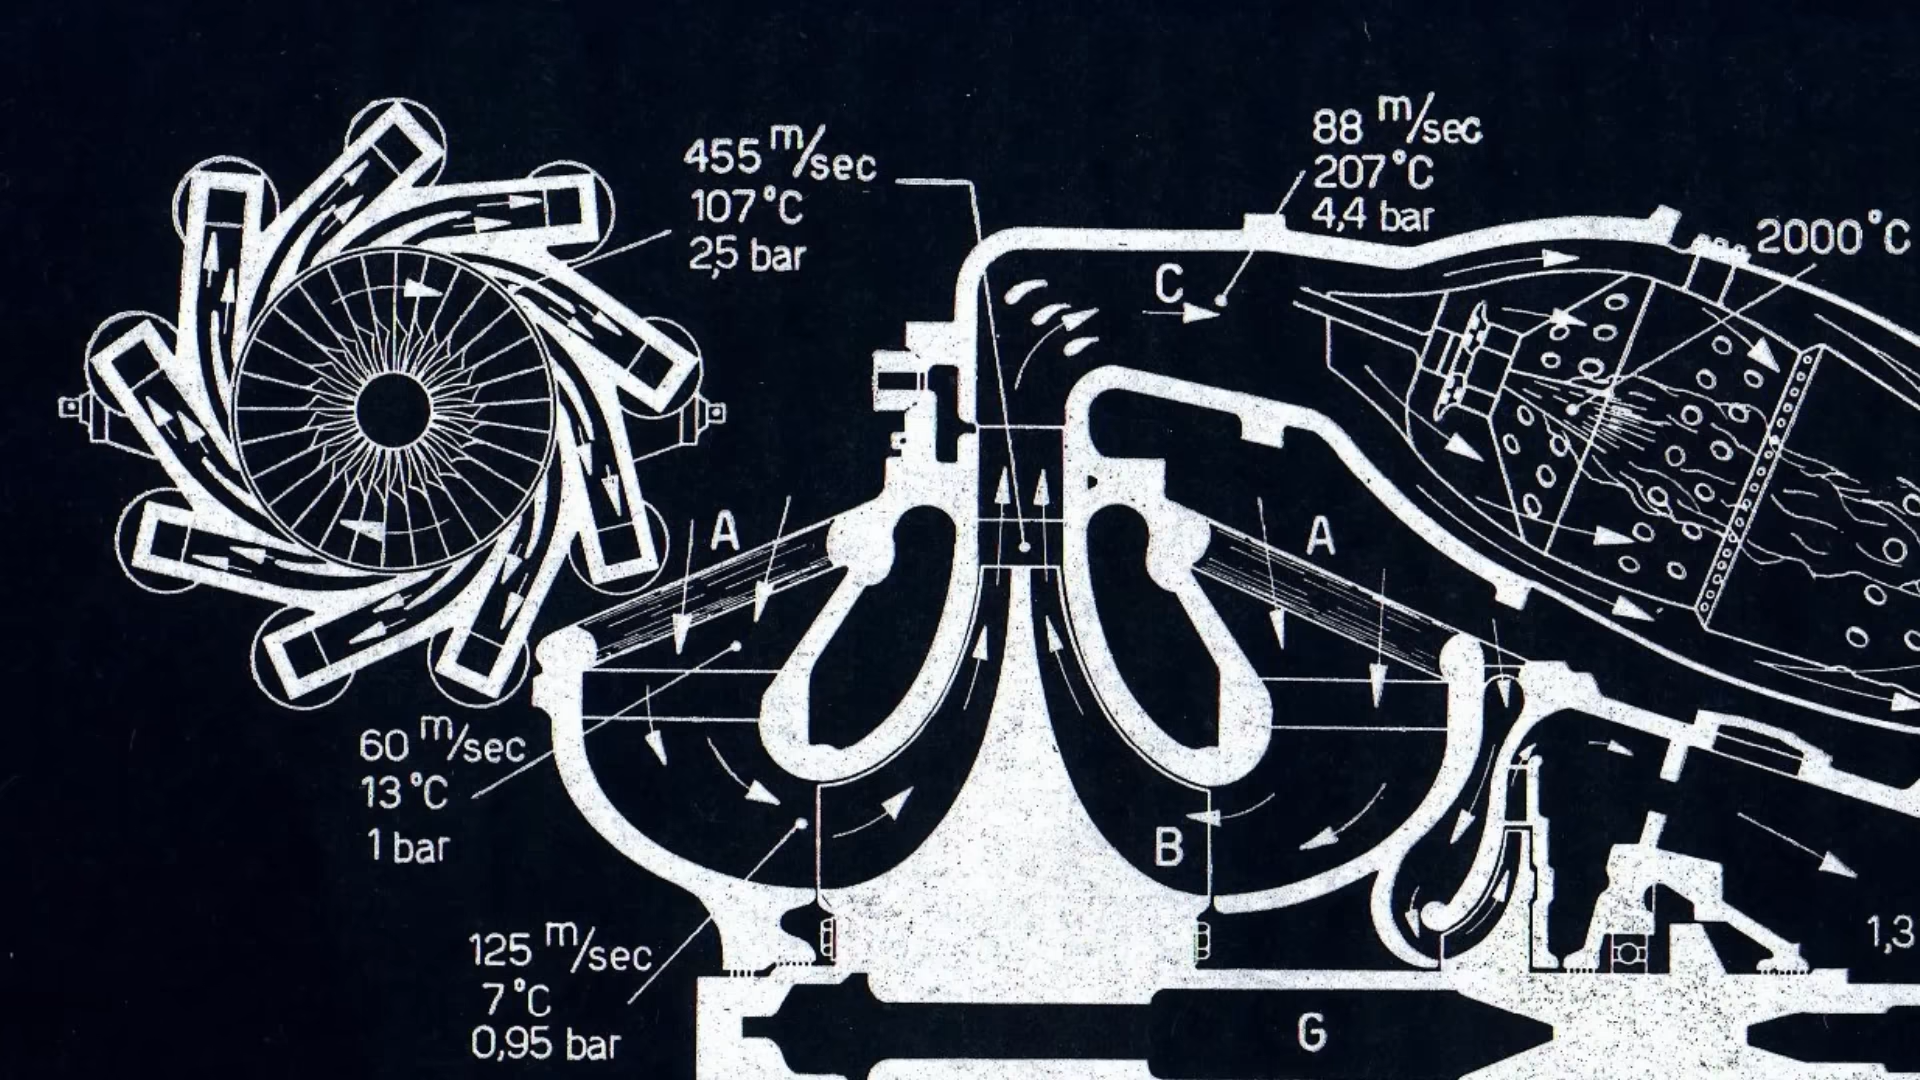 455 m/sec
107°C
2,5 bar
88 m/sec
207°C
4,4 bar
2000°C
C
A
A
60 m/sec
13°C
1 bar
B
125 m/sec
7°C
0,95 bar
1,3
G